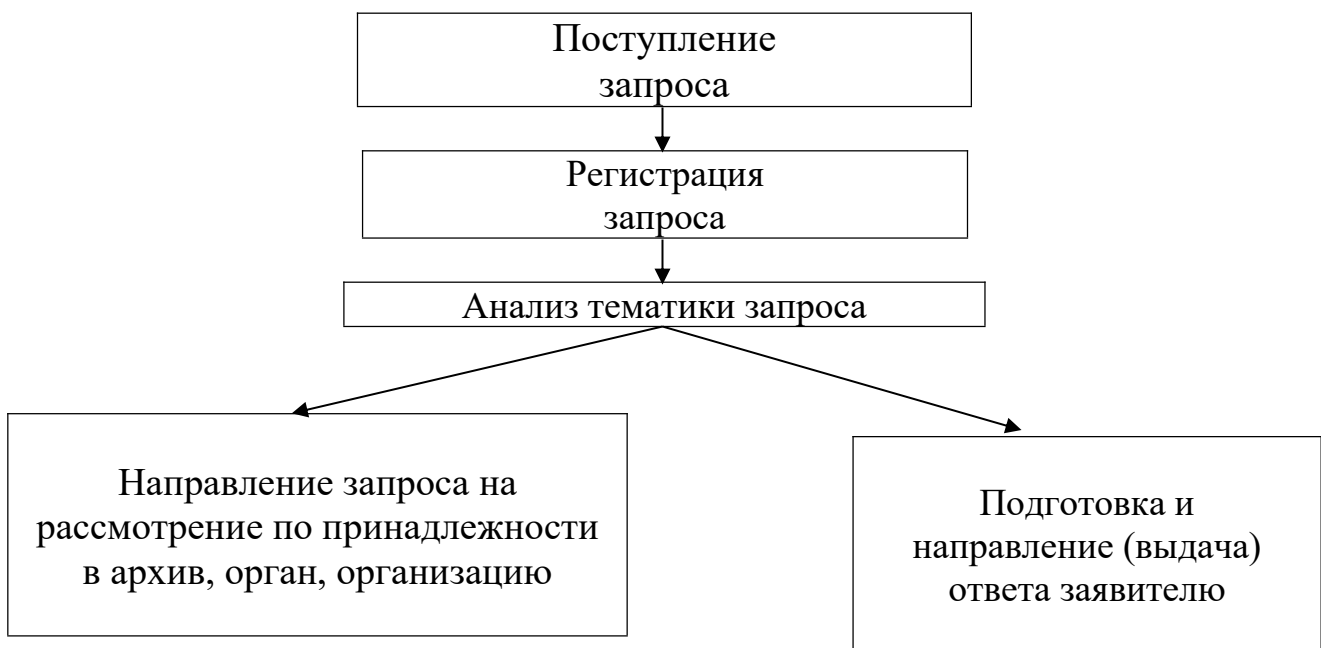 Поступление
запроса
Регистрация
запроса
Анализ тематики запроса
Направление запроса на
рассмотрение по принадлежности
в архив, орган, организацию
Подготовка и
направление (выдача)
ответа заявителю